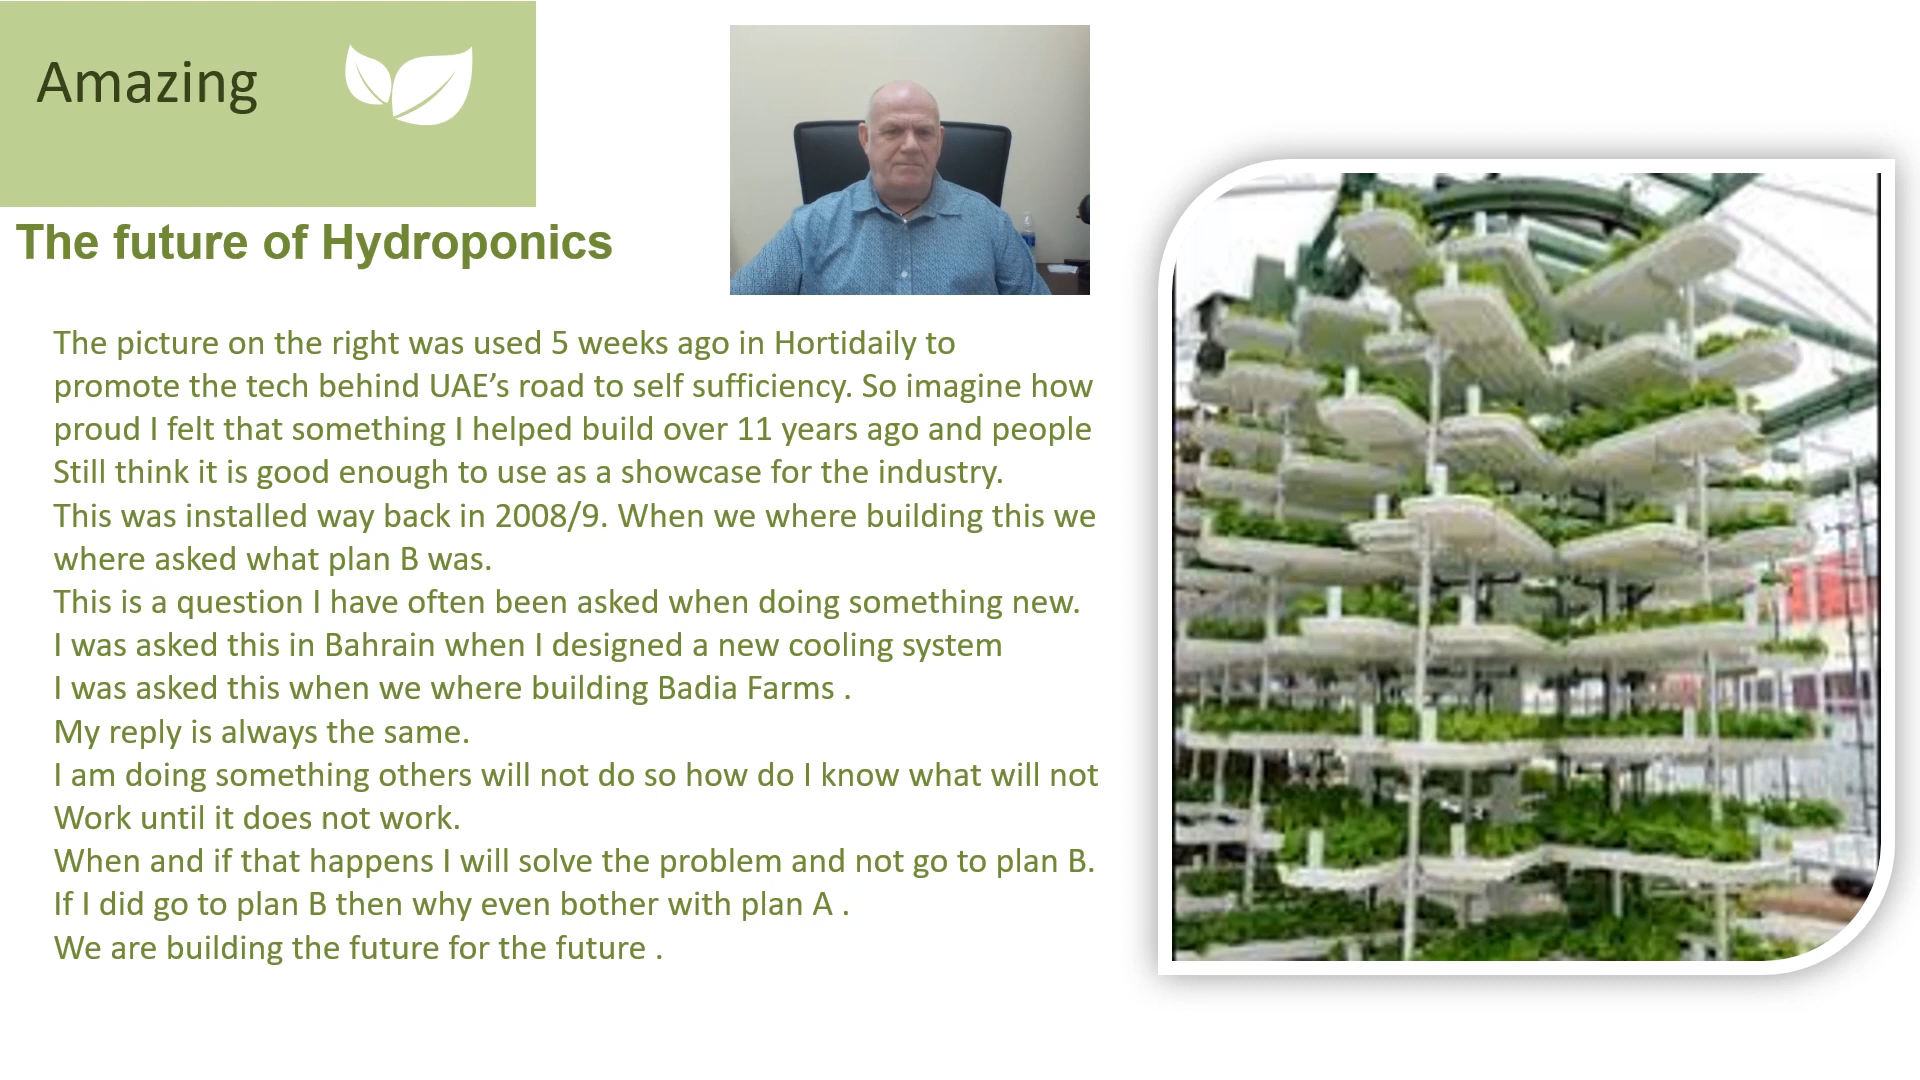 Amazing
The future of Hydroponics
The picture on the right was used 5 weeks ago in Hortidaily to
promote the tech behind UAE’s road to self sufficiency. So imagine how
proud I felt that something I helped build over 11 years ago and people
Still think it is good enough to use as a showcase for the industry.
This was installed way back in 2008/9. When we where building this we
where asked what plan B was.
This is a question I have often been asked when doing something new.
I was asked this in Bahrain when I designed a new cooling system
I was asked this when we where building Badia Farms .
My reply is always the same.
I am doing something others will not do so how do I know what will not
Work until it does not work.
When and if that happens I will solve the problem and not go to plan B.
If I did go to plan B then why even bother with plan A .
We are building the future for the future .